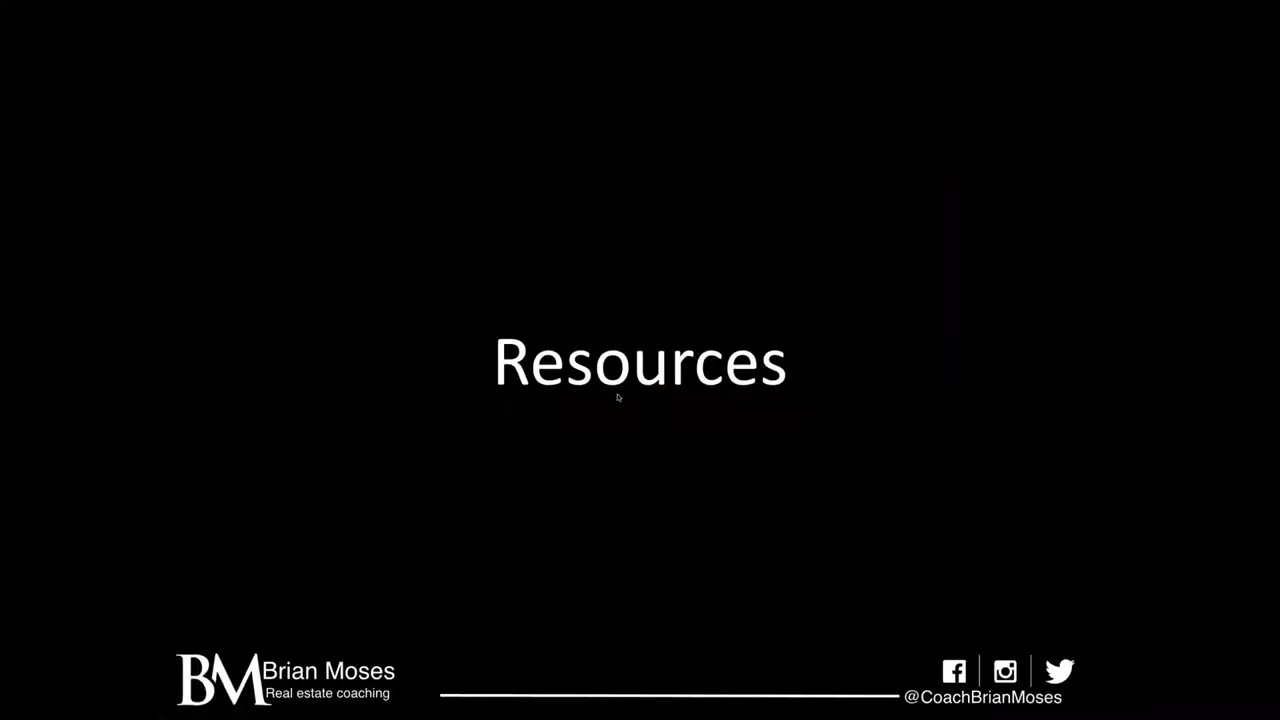 Resources
BM
Brian Moses
Real estate coaching
@CoachBrianMoses